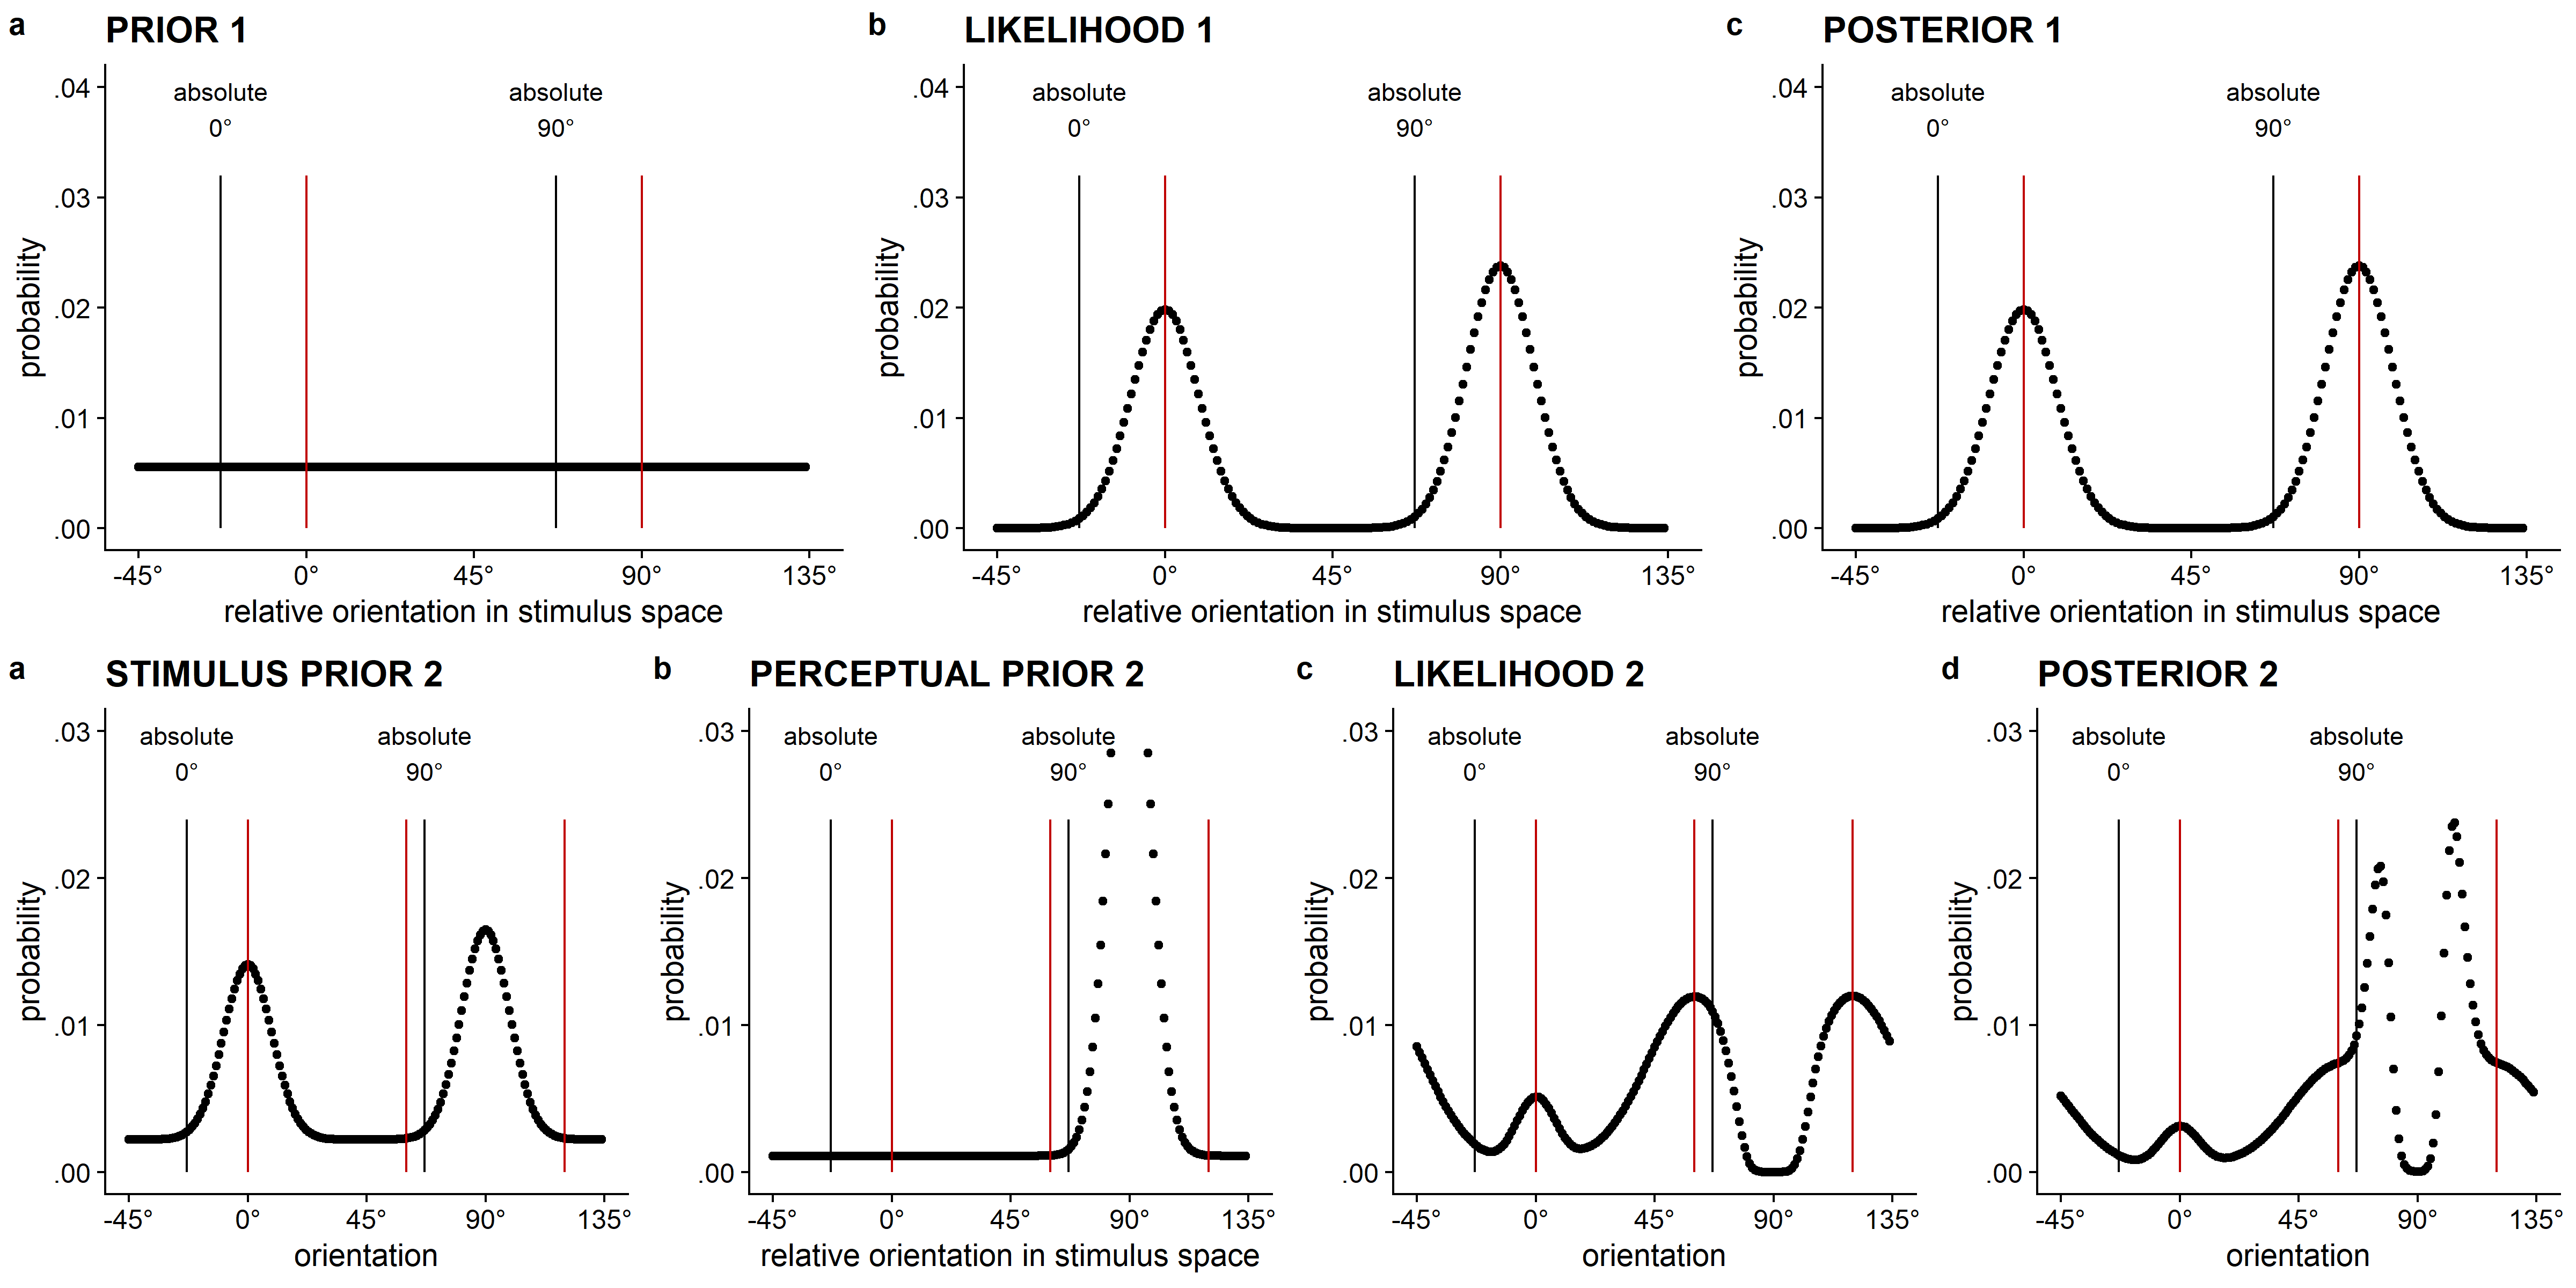 a PRIOR 1
absolute absolute
0° 90°
.04
.03
.02
.01
.00
probability
-45° 0° 45° 90° 135°
relative orientation in stimulus space
b LIKELIHOOD 1
absolute absolute
0° 90°
.04
.03
.02
.01
.00
probability
-45° 0° 45° 90° 135°
relative orientation in stimulus space
c POSTERIOR 1
absolute absolute
0° 90°
.04
.03
.02
.01
.00
probability
-45° 0° 45° 90° 135°
relative orientation in stimulus space
a STIMULUS PRIOR 2
absolute absolute
0° 90°
.03
.02
.01
.00
probability
-45° 0° 45° 90° 135°
orientation
b PERCEPTUAL PRIOR 2
absolute absolute
0° 90°
.03
.02
.01
.00
probability
-45° 0° 45° 90° 135°
relative orientation in stimulus space
c LIKELIHOOD 2
absolute absolute
0° 90°
.03
.02
.01
.00
probability
-45° 0° 45° 90° 135°
orientation
d POSTERIOR 2
absolute absolute
0° 90°
.03
.02
.01
.00
probability
-45° 0° 45° 90° 135°
orientation